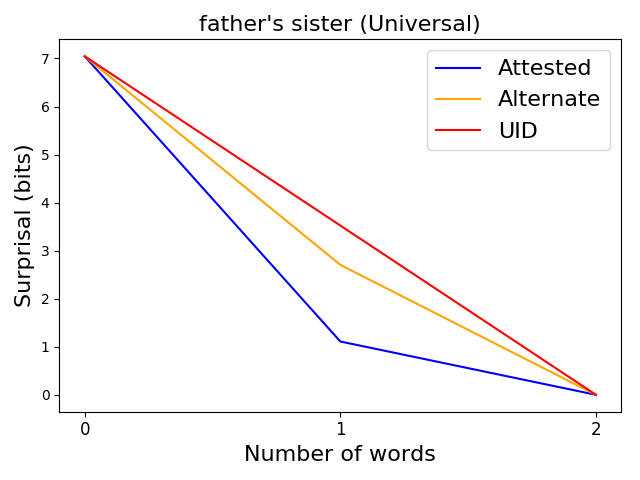 father's sister (Universal)
Attested
Alternate
UID
Surprisal (bits)
7
6
5
4
3
2
1
0
0 1 2
Number of words